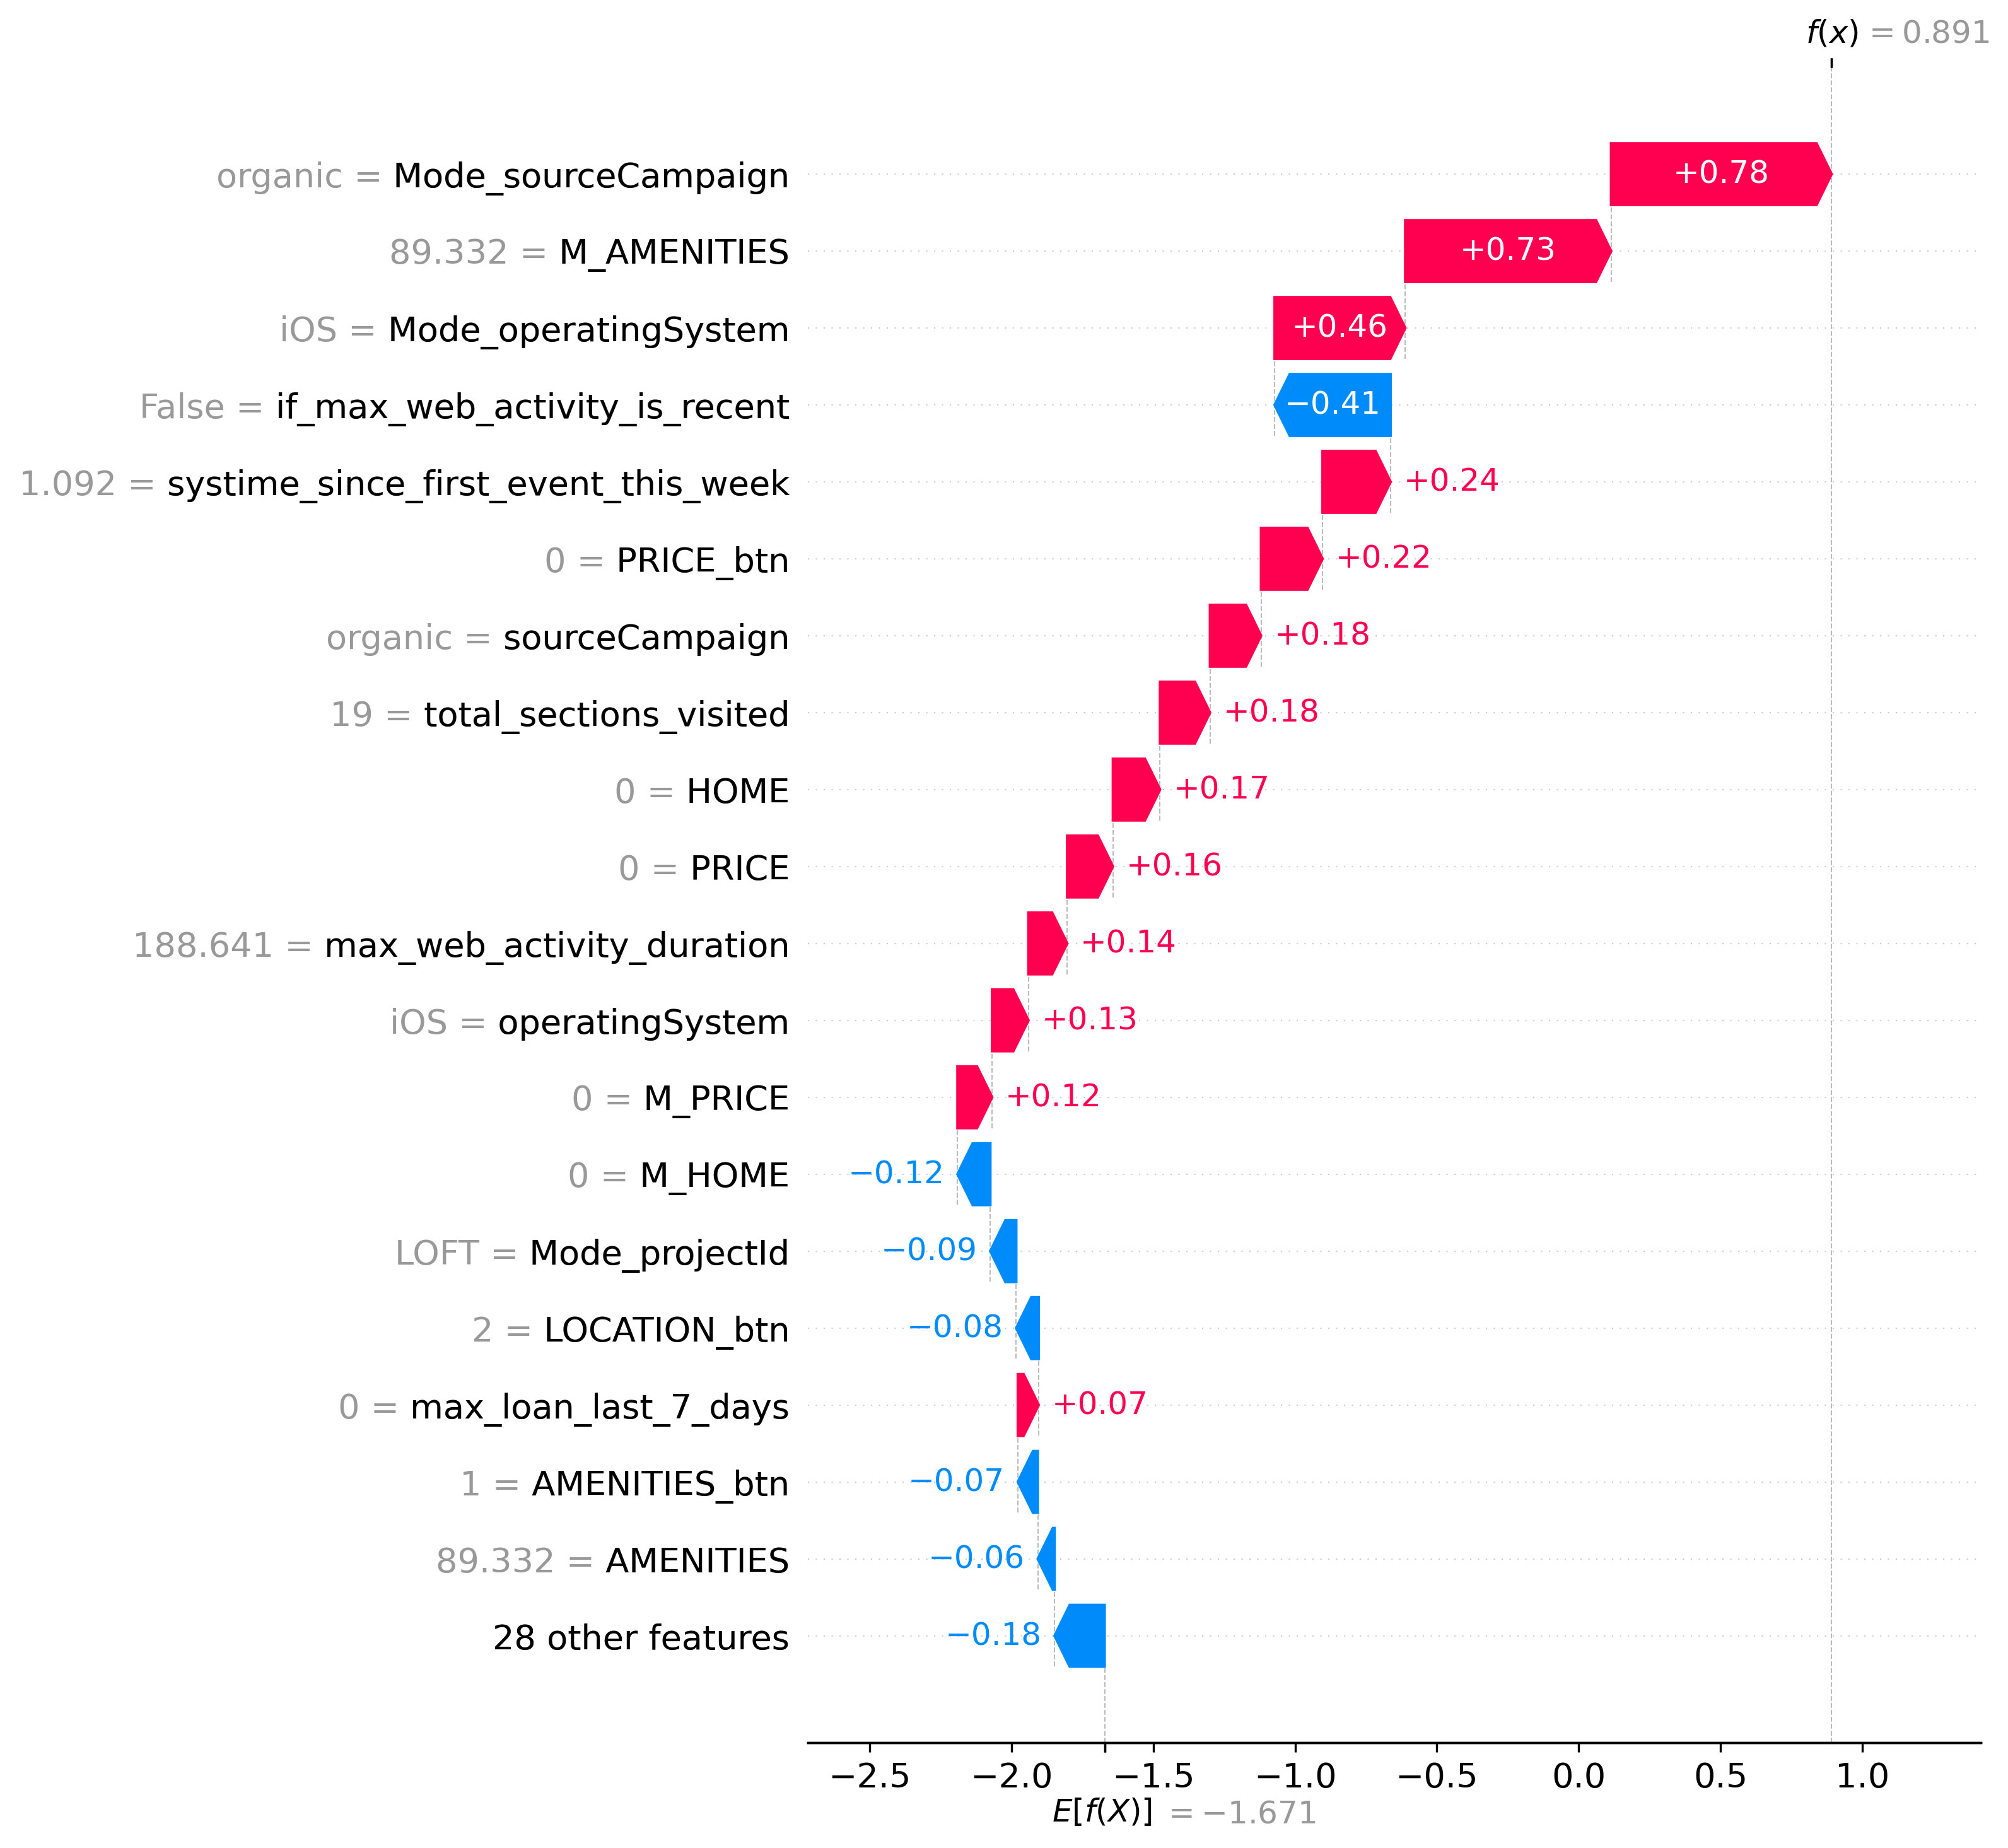 f(x) = 0.891
organic = Mode_sourceCampaign +0.78
89.332 = M_AMENITIES +0.73
iOS = Mode_operatingSystem +0.46
False = if_max_web_activity_is_recent −0.41
1.092 = systime_since_first_event_this_week +0.24
0 = PRICE_btn +0.22
organic = sourceCampaign +0.18
19 = total_sections_visited +0.18
0 = HOME +0.17
0 = PRICE +0.16
188.641 = max_web_activity_duration +0.14
iOS = operatingSystem +0.13
0 = M_PRICE +0.12
0 = M_HOME −0.12
LOFT = Mode_projectId −0.09
2 = LOCATION_btn −0.08
0 = max_loan_last_7_days +0.07
1 = AMENITIES_btn −0.07
89.332 = AMENITIES −0.06
28 other features −0.18
−2.5 −2.0 −1.5 −1.0 −0.5 0.0 0.5 1.0
E[f(X)] = −1.671